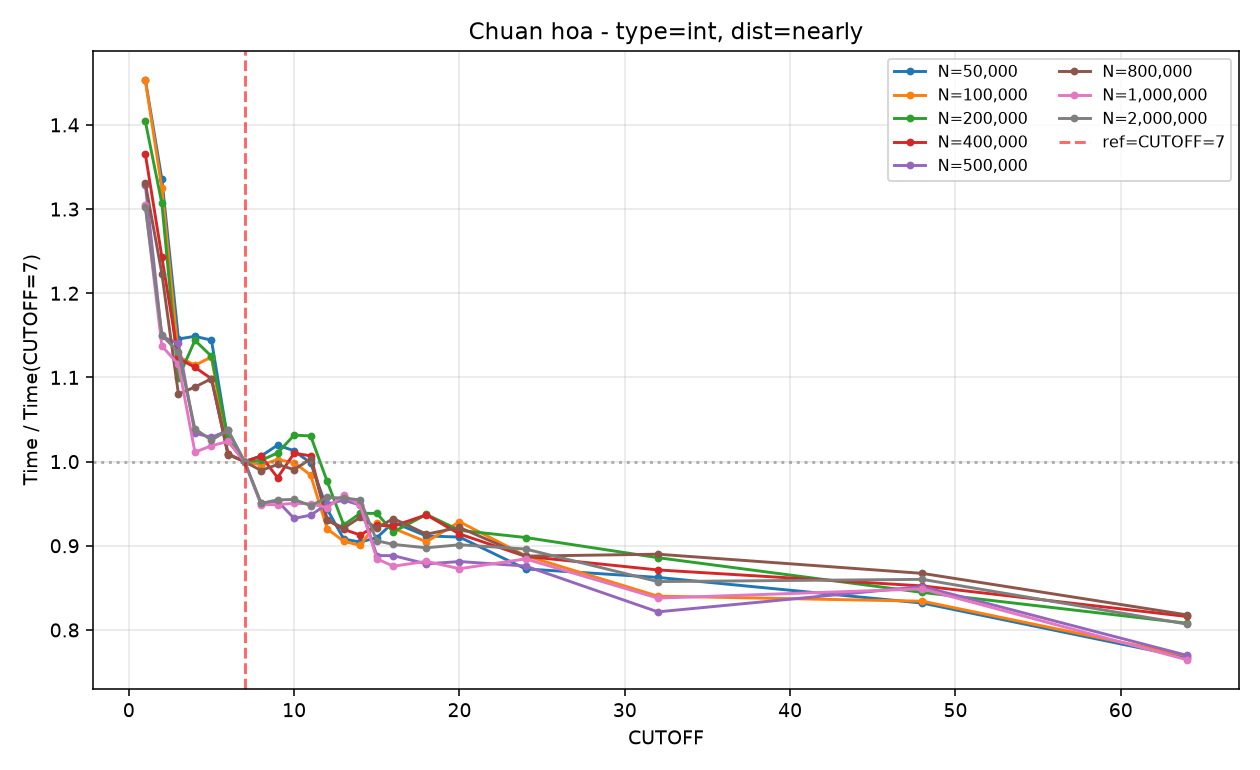 Chuan hoa - type=int, dist=nearly
Time / Time(CUTOFF=7)
1.4
1.3
1.2
1.1
1.0
0.9
0.8
N=50,000
N=100,000
N=200,000
N=400,000
N=500,000
N=800,000
N=1,000,000
N=2,000,000
ref=CUTOFF=7
0 10 20 30 40 50 60
CUTOFF